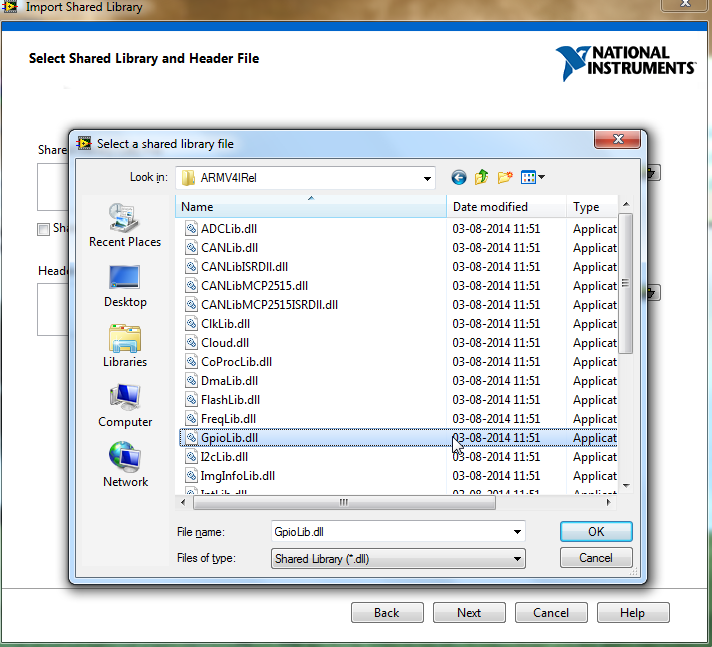 Import Shared Library
Select Shared Library and Header File
NATIONAL
INSTRUMENTS
Share
Select a shared library file
Look in: ARMV4IRel
Name Date modified Type
Recent Places
Desktop
Libraries
Computer
Network
ADCLib.dll 03-08-2014 11:51 Applicat
CANLib.dll 03-08-2014 11:51 Applicat
CANLibISRDll.dll 03-08-2014 11:51 Applicat
CANLibMCP2515.dll 03-08-2014 11:51 Applicat
CANLibMCP2515ISRDll.dll 03-08-2014 11:51 Applicat
ClkLib.dll 03-08-2014 11:51 Applicat
Cloud.dll 03-08-2014 11:51 Applicat
CoProcLib.dll 03-08-2014 11:51 Applicat
DmaLib.dll 03-08-2014 11:51 Applicat
FlashLib.dll 03-08-2014 11:51 Applicat
FreqLib.dll 03-08-2014 11:51 Applicat
GpioLib.dll 03-08-2014 11:51 Applicat
I2cLib.dll 03-08-2014 11:51 Applicat
ImgInfoLib.dll 03-08-2014 11:51 Applicat
IntLib.dll 03-08-2014 11:51 Applicat
Sha
Heade
File name: GpioLib.dll OK
Files of type: Shared Library (*.dll) Cancel
Back Next Cancel Help